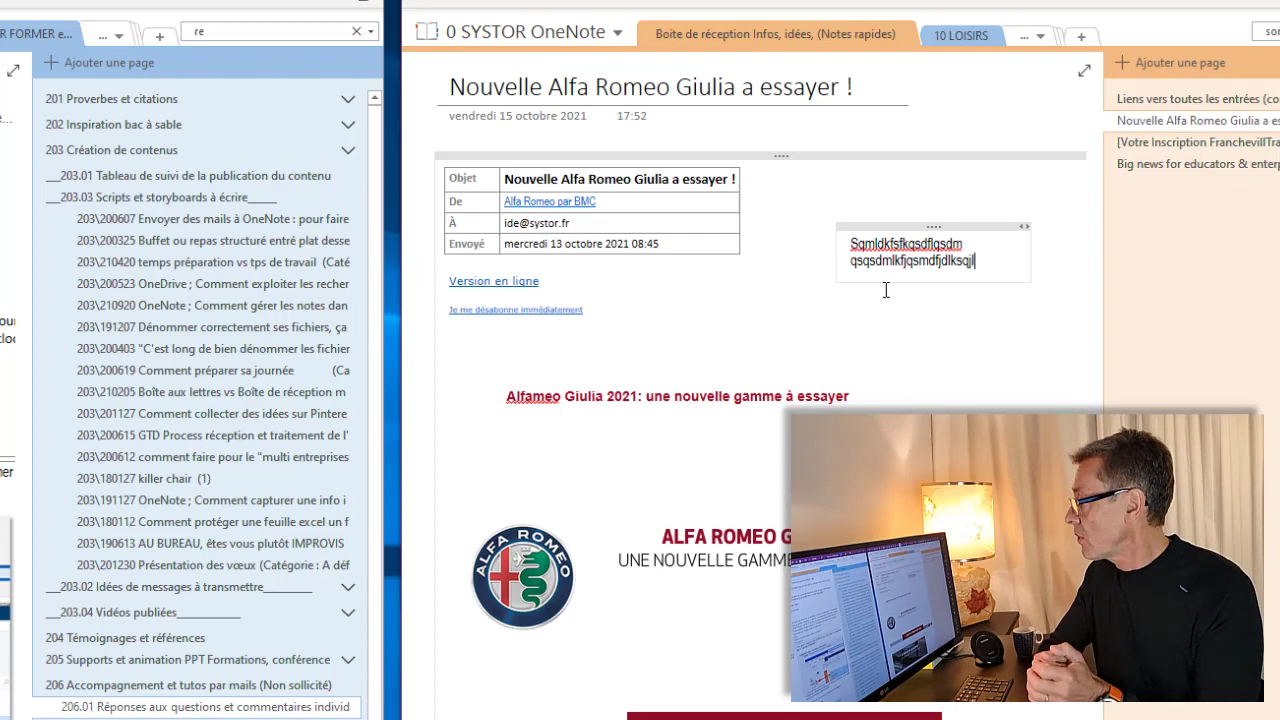 R FORMER e...
...
re
Ajouter une page
201 Proverbes et citations
202 Inspiration bac à sable
203 Création de contenus
__203.01 Tableau de suivi de la publication du contenu
__203.05 Scripts et storyboards à écrire_____
203\200607 Envoyer des mails à OneNote : pour faire
203\200325 Buffet ou repas structuré entré plat desse
203\210420 temps préparation vs tps de travail (Caté
203\200523 OneDrive ; Comment exploiter les recher
203\210920 OneNote ; Comment gérer les notes dan
203\191207 Dénommer correctement ses fichiers, ça
203\200403 "C'est long de bien dénommer les fichier
203\200619 Comment préparer sa journée (Ca
203\210205 Boîte aux lettres vs Boîte de réception m
203\201127 Comment collecter des idées sur Pintere
203\200615 GTD Process réception et traitement de l'
203\200612 comment faire pour le "multi entreprises
203\180127 killer chair (1)
203\191127 OneNote ; Comment capturer une info i
203\180112 Comment protéger une feuille excel un f
203\190613 AU BUREAU, êtes vous plutôt IMPROVIS
203\201230 Présentation des vœux (Catégorie : A déf
__203.02 Idées de messages à transmettre________
__203.04 Vidéos publiées___________
204 Témoignages et références
205 Supports et animation PPT Formations, conférence
206 Accompagnement et tutos par mails (Non sollicité)
206.01 Réponses aux questions et commentaires individ
0 SYSTOR OneNote
Boite de réception Infos, idées, (Notes rapides)
10 LOISIRS
...
Nouvelle Alfa Romeo Giulia a essayer !
vendredi 15 octobre 2021 17:52
Objet Nouvelle Alfa Romeo Giulia a essayer !
De Alfa Romeo par BMC
À ide@systor.fr
Envoyé mercredi 13 octobre 2021 08:45
Sqmldkfsfkqsdflqsdm
qsqsdmlkfjqsmdfjdlksqjl
Version en ligne
Je me désabonne immédiatement
Alfameo Giulia 2021: une nouvelle gamme à essayer
ALFA ROMEO
ALFA ROMEO G
UNE NOUVELLE GAMME
Ajouter une page
Liens vers toutes les entrées (co
Nouvelle Alfa Romeo Giulia a es
[Votre Inscription FranchevillTra
Big news for educators & enterp